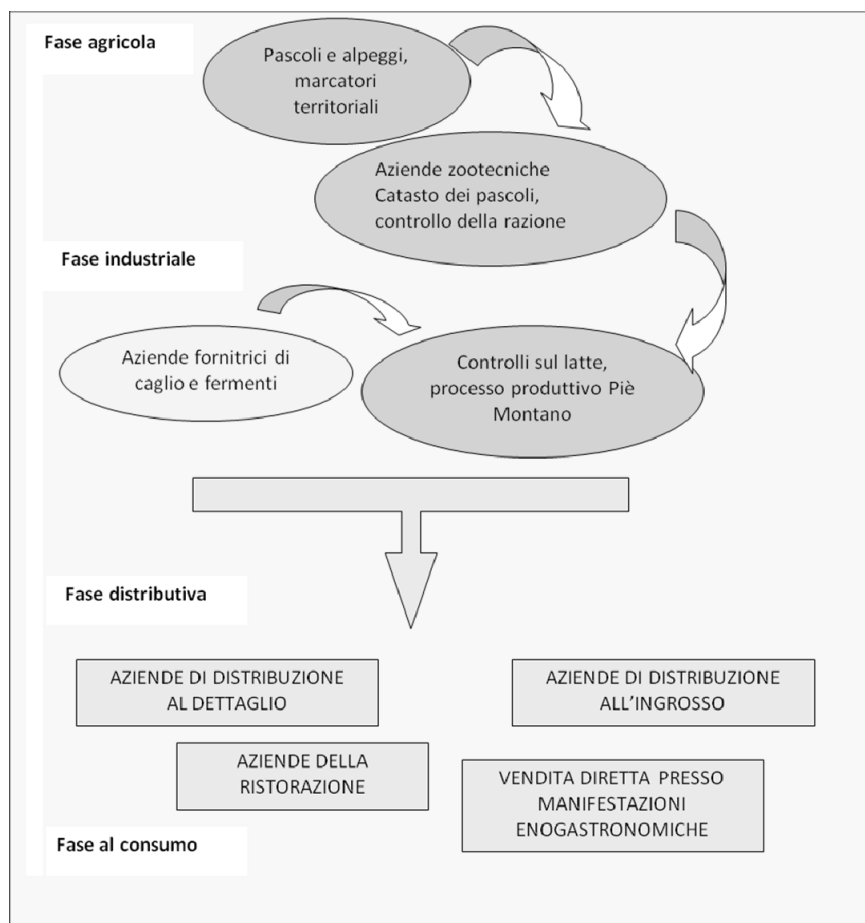 Fase agricola
Pascoli e alpeggi,
marcatori
territoriali
Aziende zootecniche
Catasto dei pascoli,
controllo della razione
Fase industriale
Aziende fornitrici di
caglio e fermenti
Controlli sul latte,
processo produttivo Piè
Montano
Fase distributiva
AZIENDE DI DISTRIBUZIONE
AL DETTAGLIO
AZIENDE DI DISTRIBUZIONE
ALL'INGROSSO
AZIENDE DELLA
RISTORAZIONE
VENDITA DIRETTA PRESSO
MANIFESTAZIONI
ENOGASTRONOMICHE
Fase al consumo